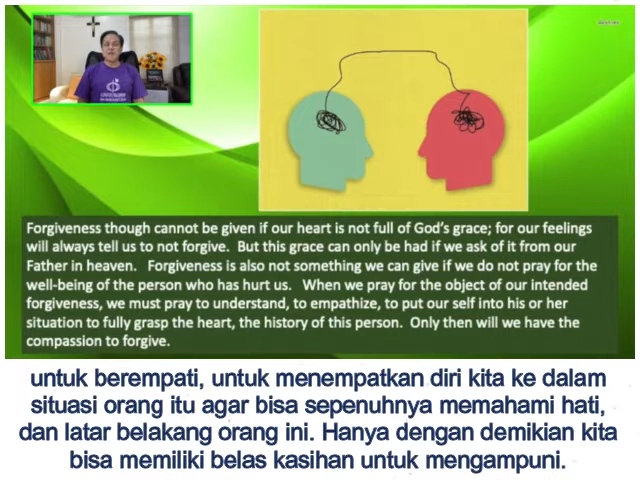 Forgiveness though cannot be given if our heart is not full of God's grace; for our feelings
will always tell us to not forgive.  But this grace can only be had if we ask of it from our
Father in heaven.   Forgiveness is also not something we can give if we do not pray for the
well-being of the person who has hurt us.   When we pray for the object of our intended
forgiveness, we must pray to understand, to empathize, to put our self into his or her
situation to fully grasp the heart, the history of this person.  Only then will we have the
compassion to forgive.
untuk berempati, untuk menempatkan diri kita ke dalam
situasi orang itu agar bisa sepenuhnya memahami hati,
dan latar belakang orang ini. Hanya dengan demikian kita
bisa memiliki belas kasihan untuk mengampuni.